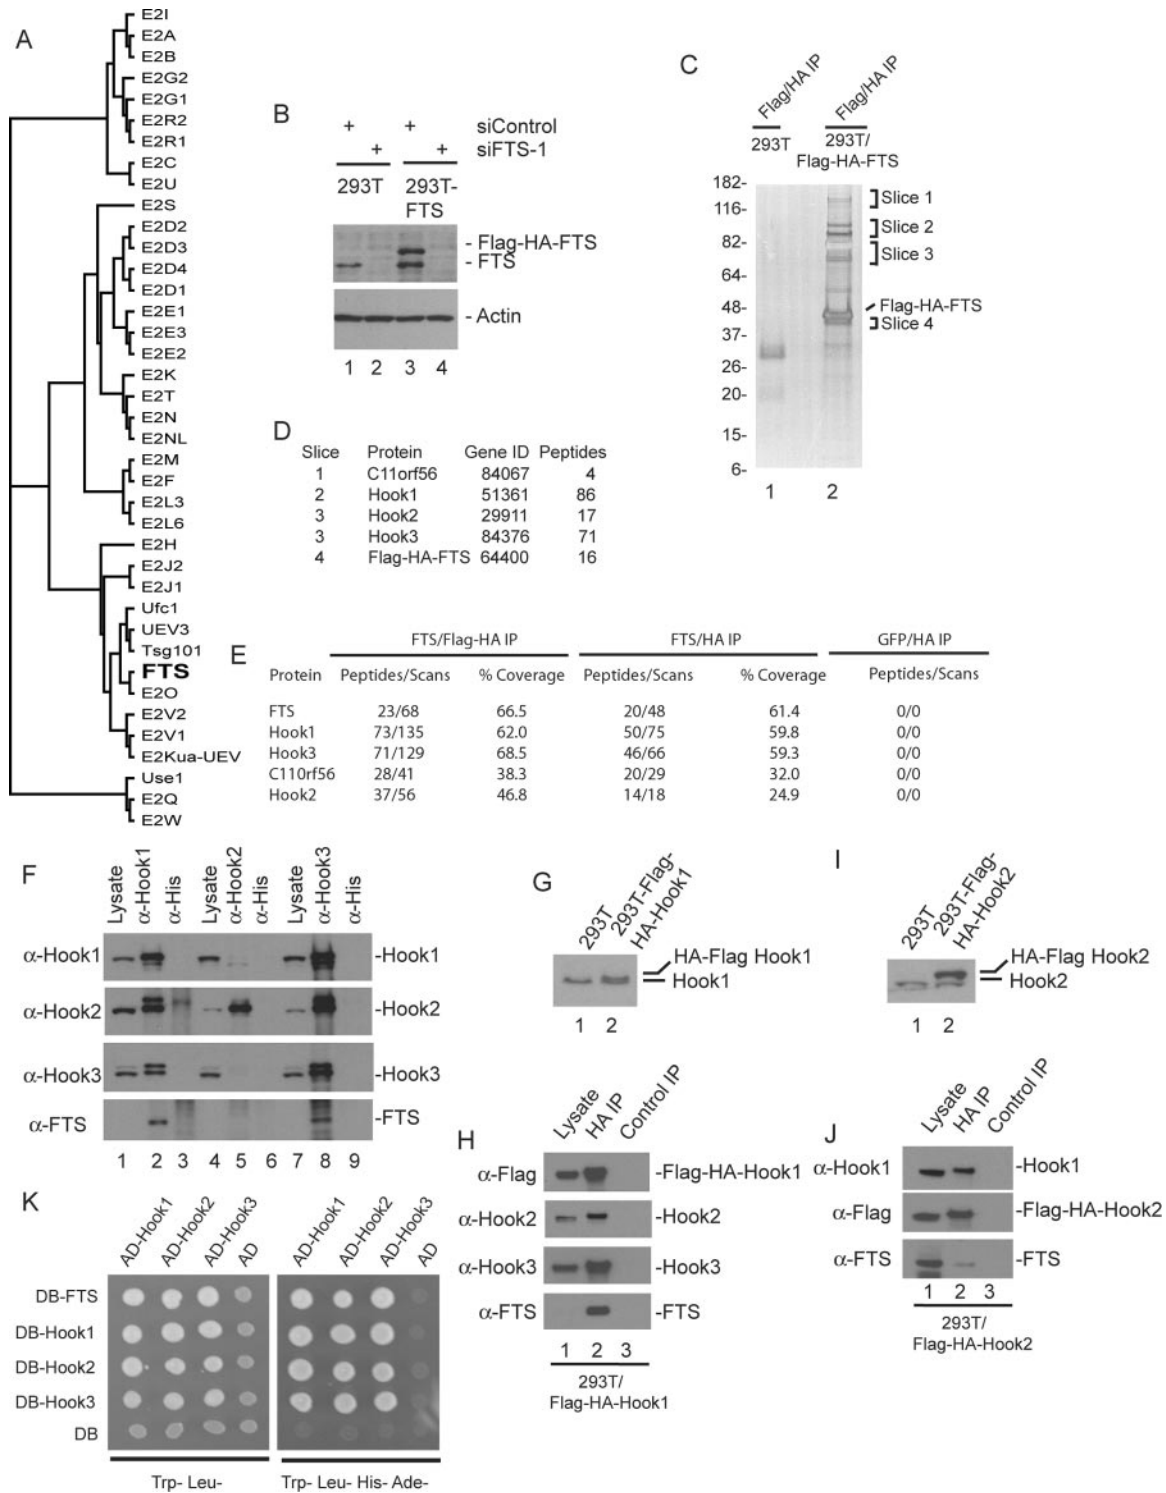 A
E2I
E2A
E2B
E2G2
E2G1
E2R2
E2R1
E2C
E2U
E2S
E2D2
E2D3
E2D4
E2D1
E2E1
E2E3
E2E2
E2K
E2T
E2N
E2NL
E2M
E2F
E2L3
E2L6
E2H
E2J2
E2J1
Ufc1
UEV3
Tsg101
FTS
E2O
E2V2
E2V1
E2Kua-UEV
Use1
E2Q
E2W
B
+ + siControl
+ + siFTS-1
293T 293T-
FTS
- Flag-HA-FTS
- FTS
- Actin
1 2 3 4
C
Flag/HA IP Flag/HA IP
293T 293T/
Flag-HA-FTS
182-
116-
82-
64-
48-
37-
26-
20-
15-
6-
Slice 1
Slice 2
Slice 3
Flag-HA-FTS
Slice 4
1 2
D
Slice Protein Gene ID Peptides
1 C11orf56 84067 4
2 Hook1 51361 86
3 Hook2 29911 17
3 Hook3 84376 71
4 Flag-HA-FTS 64400 16
E
FTS/Flag-HA IP FTS/HA IP GFP/HA IP
Protein Peptides/Scans % Coverage Peptides/Scans % Coverage Peptides/Scans
FTS 23/68 66.5 20/48 61.4 0/0
Hook1 73/135 62.0 50/75 59.8 0/0
Hook3 71/129 68.5 46/66 59.3 0/0
C110rf56 28/41 38.3 20/29 32.0 0/0
Hook2 37/56 46.8 14/18 24.9 0/0
F
Lysate α-Hook1 α-His Lysate α-Hook2 α-His Lysate α-Hook3 α-His
α-Hook1 -Hook1
α-Hook2 -Hook2
α-Hook3 -Hook3
α-FTS -FTS
1 2 3 4 5 6 7 8 9
G
293T 293T-Flag-
HA-Hook1
HA-Flag Hook1
Hook1
1 2
H
Lysate HA IP Control IP
α-Flag -Flag-HA-Hook1
α-Hook2 -Hook2
α-Hook3 -Hook3
α-FTS -FTS
1 2 3
293T/
Flag-HA-Hook1
I
293T 293T-Flag-
HA-Hook2
HA-Flag Hook2
Hook2
1 2
J
Lysate HA IP Control IP
α-Hook1 -Hook1
α-Flag -Flag-HA-Hook2
α-FTS -FTS
1 2 3
293T/
Flag-HA-Hook2
K
AD-Hook1 AD-Hook2 AD-Hook3 AD AD-Hook1 AD-Hook2 AD-Hook3 AD
DB-FTS
DB-Hook1
DB-Hook2
DB-Hook3
DB
Trp- Leu- Trp- Leu- His- Ade-